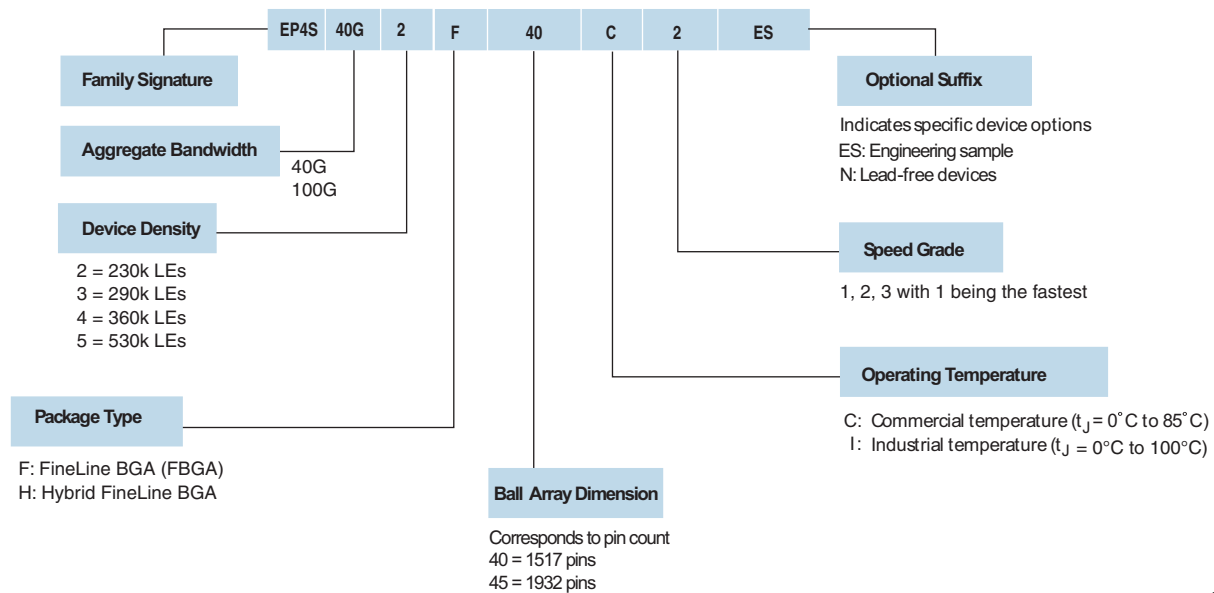 EP4S 40G 2 F 40 C 2 ES
Family Signature
Aggregate Bandwidth
40G
100G
Device Density
2 = 230k LEs
3 = 290k LEs
4 = 360k LEs
5 = 530k LEs
Package Type
F: FineLine BGA (FBGA)
H: Hybrid FineLine BGA
Ball Array Dimension
Corresponds to pin count
40 = 1517 pins
45 = 1932 pins
Optional Suffix
Indicates specific device options
ES: Engineering sample
N: Lead-free devices
Speed Grade
1, 2, 3 with 1 being the fastest
Operating Temperature
C: Commercial temperature (tJ = 0°C to 85°C)
I: Industrial temperature (tJ = 0°C to 100°C)